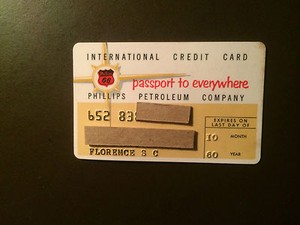 INTERNATIONAL CREDIT CARD
66
passport to everywhere
PHILLIPS PETROLEUM COMPANY
652 83
EXPIRES ON
LAST DAY OF
10 MONTH
60 YEAR
FLORENCE S C